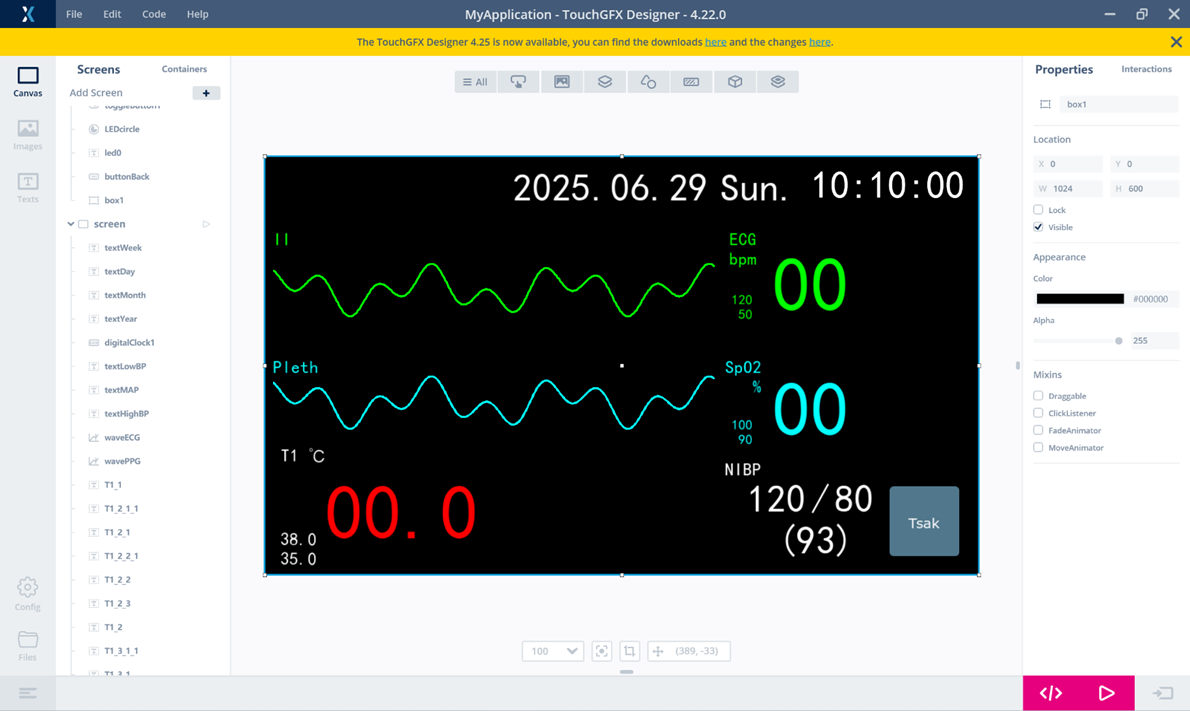 File Edit Code Help
MyApplication - TouchGFX Designer - 4.22.0
The TouchGFX Designer 4.25 is now available, you can find the downloads here and the changes here.
Canvas
Images
Texts
Config
Files
Screens Containers
Add Screen +
togglebutton1
LEDcircle
led0
buttonBack
box1
screen
textWeek
textDay
textMonth
textYear
digitalClock1
textLowBP
textMAP
textHighBP
waveECG
wavePPG
T1_1
T1_2_1_1
T1_2_1
T1_2_2_1
T1_2_2
T1_2_3
T1_2
T1_3_1_1
T1_3_1
All
2025.06.29 Sun. 10:10:00
II
ECG
bpm
00
120
50
Pleth
SpO2
%
00
100
90
T1 °C
00.0
38.0
35.0
NIBP
120/80
(93)
Tsak
100
(389, -33)
Properties Interactions
box1
Location
X 0 Y 0
W 1024 H 600
Lock
Visible
Appearance
Color
#000000
Alpha
255
Mixins
Draggable
ClickListener
FadeAnimator
MoveAnimator